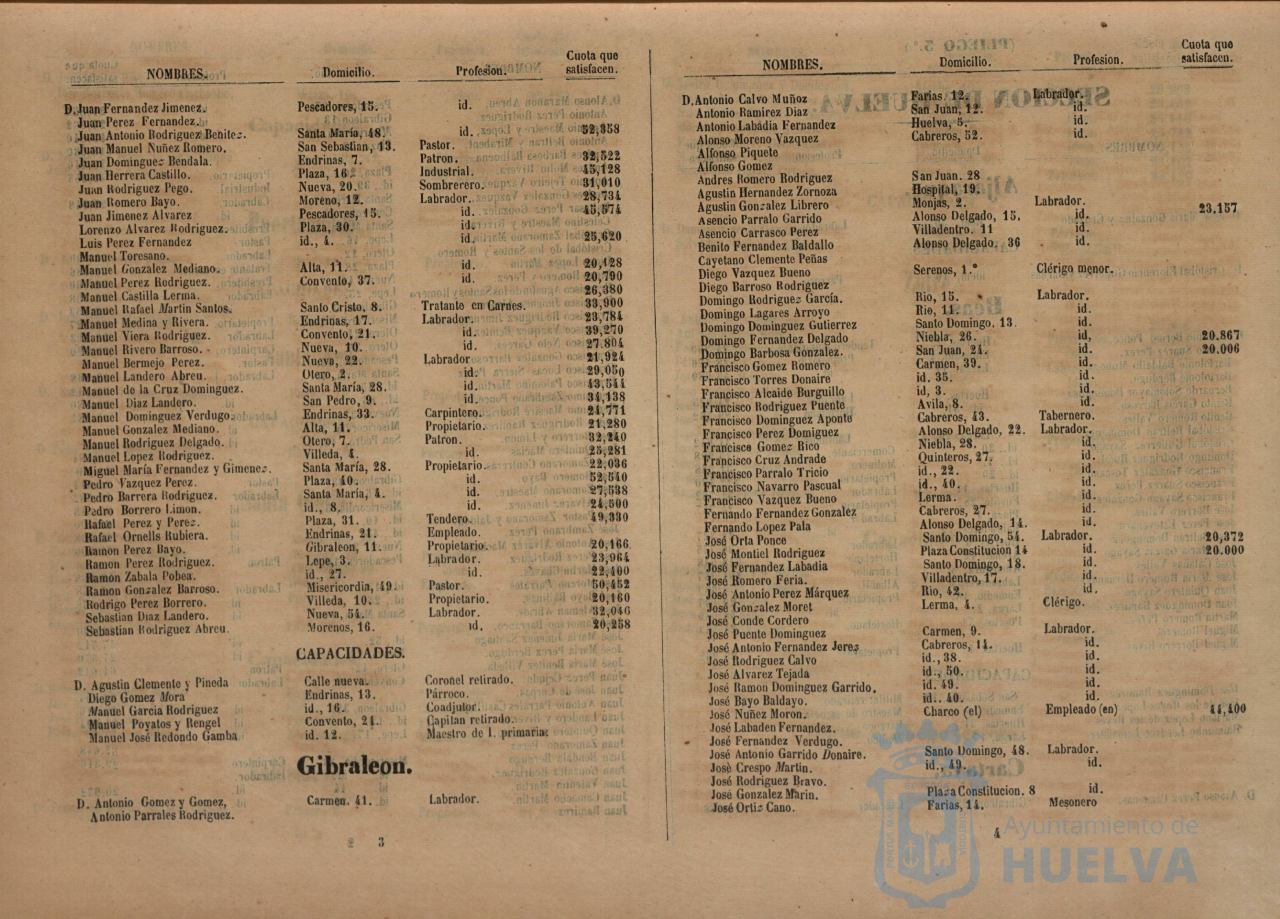 NOMBRES. Domicilio. Profesion. Cuota que satisfacen.
D. Juan Fernandez Jimenez. Pescadores, 15. id.
Juan Perez Fernandez.
Juan Antonio Rodriguez Benitez. Santa María, 48. id. 52,358
Juan Manuel Nuñez Romero. San Sebastian, 13. Pastor.
Juan Dominguez Bendala. Endrinas, 7. Patron. 32,522
Juan Herrera Castillo. Plaza, 16 Industrial. 45,128
Juan Rodriguez Pego. Nueva, 20. Sombrerero. 31,010
Juan Romero Bayo. Moreno, 12. Labrador. 28,734
Juan Jimenez Alvarez Pescadores, 15. id. 45,574
Lorenzo Alvarez Rodriguez. Plaza, 30. id.
Luis Perez Fernandez id., 4. id. 25,620
Manuel Toresano.
Manuel Gonzalez Mediano. Alta, 11. id. 20,128
Manuel Perez Rodriguez. Convento, 37. id. 20,790
Manuel Castilla Lerma. 26,380
Manuel Rafael Martin Santos. Santo Cristo, 8. Tratante en Carnes. 33,900
Manuel Medina y Rivera. Endrinas, 17. Labrador. 23,784
Manuel Viera Rodriguez. Convento, 21. id. 39,270
Manuel Rivero Barroso. Nueva, 10. id. 27.804
Manuel Bermejo Perez. Nueva, 22. Labrador 21,924
Manuel Landero Abreu. Otero, 2. id. 29,050
Manuel de la Cruz Dominguez. Santa María, 28. id. 43,544
Manuel Diaz Landero. San Pedro, 9. id. 34,138
Manuel Dominguez Verdugo. Endrinas, 33. Carpintero. 24,771
Manuel Gonzalez Mediano. Alta, 11. Propietario. 21,280
Manuel Rodriguez Delgado. Otero, 7. Patron. 32,240
Manuel Lopez Rodriguez. Villeda, 4. id. 25,281
Miguel María Fernandez y Gimenez. Santa María, 28. Propietario. 22,036
Pedro Vazquez Perez. Plaza, 40. id. 52,540
Pedro Barrera Rodriguez. Santa María, 4. id. 27,538
Pedro Borrero Limon. id., 8. id. 24,500
Rafael Perez y Perez. Plaza, 31. Tendero. 49,330
Rafael Ornells Rubiera. Endrinas, 21. Empleado.
Ramon Perez Bayo. Gibraleon, 11. Propietario. 20,166
Ramon Perez Rodriguez. Lepe, 3. Labrador. 23,964
Ramon Zabala Pobea. id., 27. id. 22,400
Ramon Gonzalez Barroso. Misericordia, 49. Pastor. 50,452
Rodrigo Perez Borrero. Villeda, 10. Propietario. 20,160
Sebastian Diaz Landero. Nueva, 54. Labrador. 32,046
Sebastian Rodriguez Abreu. Morenos, 16. id. 20,258
CAPACIDADES.
D. Agustin Clemente y Pineda Calle nueva. Coronel retirado.
Diego Gomez Mora Endrinas, 13. Párroco.
Manuel Garcia Rodriguez id., 16. Coadjutor.
Manuel Poyatos y Rengel Convento, 24. Capitan retirado.
Manuel José Redondo Gamba id. 12. Maestro de 1. primaria
Gibraleon.
D. Antonio Gomez y Gomez, Carmen. 41. Labrador.
Antonio Parrales Rodriguez.
3
NOMBRES. Domicilio. Profesion. Cuota que satisfacen.
D. Antonio Calvo Muñoz Farias. 12. Labrador.
Antonio Ramirez Diaz San Juan, 12. id.
Antonio Labádia Fernandez Huelva, 5. id.
Alonso Moreno Vazquez Cabreros, 52. id.
Alfonso Piquete
Alfonso Gomez
Andres Romero Rodriguez San Juan. 28
Agustin Hernandez Zornoza Hospital, 19.
Agustin Gonzalez Librero Monjas, 2. Labrador. 23,157
Asencio Parralo Garrido Alonso Delgado, 15. id.
Asencio Carrasco Perez Villadentro. 11 id.
Benito Fernandez Baldallo Alonso Delgado. 36 id.
Cayetano Clemente Peñas
Diego Vazquez Bueno Serenos, 1.º Clérigo menor.
Diego Barroso Rodriguez
Domingo Rodriguez García. Rio, 15. Labrador.
Domingo Lagares Arroyo Rio, 11. id.
Domingo Dominguez Gutierrez Santo Domingo. 13 id.
Domingo Fernandez Delgado Niebla, 26. id, 20.867
Domingo Barbosa Gonzalez. San Juan, 24. id. 20.006
Francisco Gomez Romero Carmen, 39. id.
Francisco Torres Donaire id. 35. id.
Francisco Alcaide Burguillo id, 3. id.
Francisco Rodriguez Puente Avila, 8. id.
Francisco Dominguez Aponte Cabreros, 43. Tabernero.
Francisco Perez Domiguez Alonso Delgado, 22. Labrador.
Francisco Gomez Rico Niebla, 28. id.
Francisco Cruz Andrade Quinteros, 27. id.
Francisco Parralo Tricio id., 22. id.
Francisco Navarro Pascual id., 40. id.
Francisco Vazquez Bueno Lerma. id.
Fernando Fernandez Gonzalez Cabreros, 27. id.
Fernando Lopez Pala Alonso Delgado, 14. id.
José Orta Ponce Santo Domingo, 54. Labrador. 20,372
José Montiel Rodriguez Plaza Constitucion 14 id. 20.000
José Fernandez Labadia Santo Domingo, 18. id.
José Romero Feria. Villadentro, 17. id.
José Antonio Perez Márquez Rio, 42. id.
José Gonzalez Moret Lerma, 4. Clérigo.
José Conde Cordero
José Puente Dominguez Carmen, 9. Labrador.
José Antonio Fernandez Jerez Cabreros, 14. id.
José Rodriguez Calvo id., 38. id.
José Alvarez Tejada id., 50. id.
José Ramon Dominguez Garrido. id. 49. id.
José Bayo Baldayo. id.. 40. id.
José Nuñez Moron. Charco (el) Empleado (en) 44,400
José Labaden Fernandez.
José Fernandez Verdugo.
José Antonio Garrido Donaire. Santo Domingo, 48. Labrador.
José Crespo Martin. id., 49. id.
José Rodriguez Bravo.
José Gonzalez Marin. Plaza Constitucion. 8 id.
José Ortiz Cano. Farias, 14. Mesonero
4
Ayuntamiento de
HUELVA